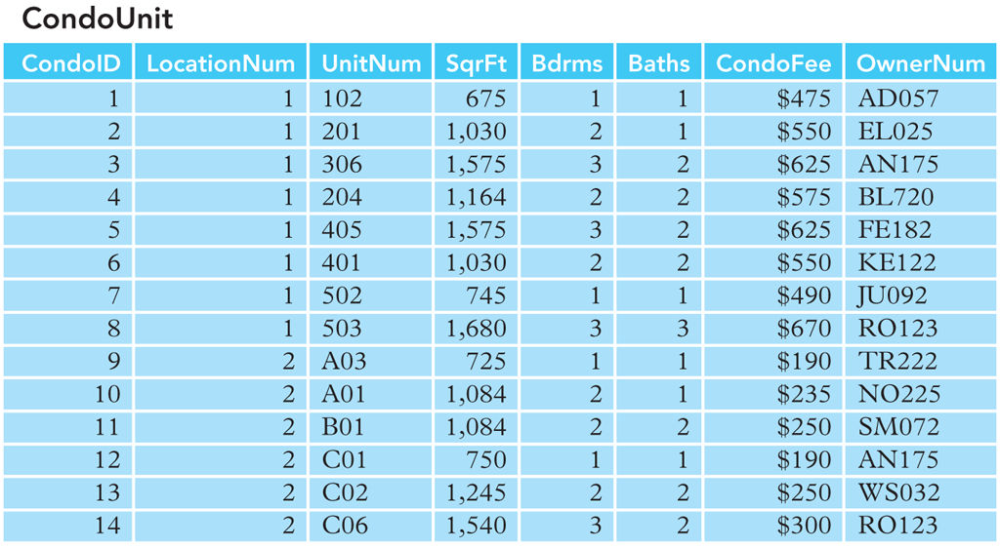 CondoUnit
CondoID LocationNum UnitNum SqrFt Bdrms Baths CondoFee OwnerNum
1 1 102 675 1 1 $475 AD057
2 1 201 1,030 2 1 $550 EL025
3 1 306 1,575 3 2 $625 AN175
4 1 204 1,164 2 2 $575 BL720
5 1 405 1,575 3 2 $625 FE182
6 1 401 1,030 2 2 $550 KE122
7 1 502 745 1 1 $490 JU092
8 1 503 1,680 3 3 $670 RO123
9 2 A03 725 1 1 $190 TR222
10 2 A01 1,084 2 1 $235 NO225
11 2 B01 1,084 2 2 $250 SM072
12 2 C01 750 1 1 $190 AN175
13 2 C02 1,245 2 2 $250 WS032
14 2 C06 1,540 3 2 $300 RO123